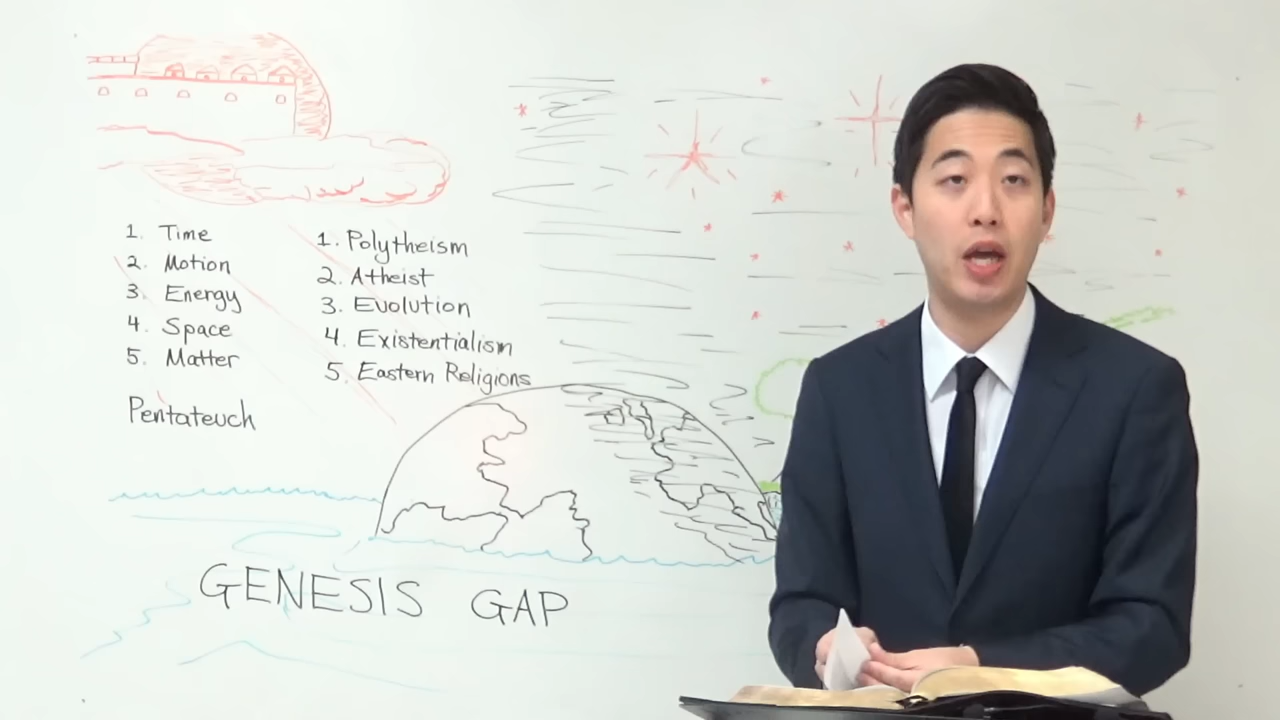 1. Time
2. Motion
3. Energy
4. Space
5. Matter
Pentateuch
1. Polytheism
2. Atheist
3. Evolution
4. Existentialism
5. Eastern Religions
GENESIS GAP